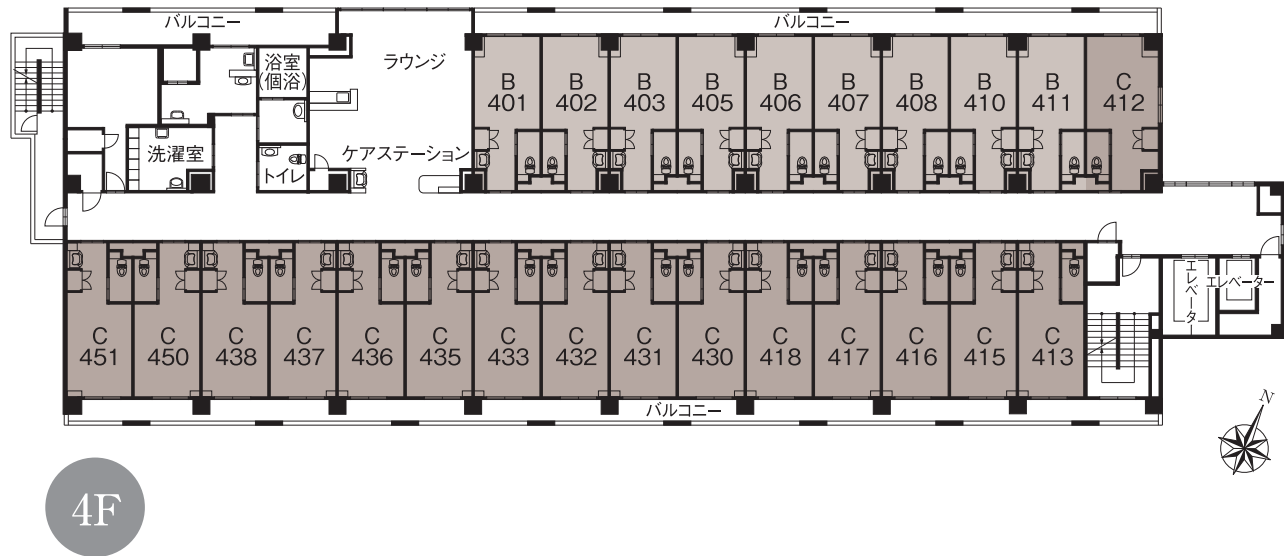 バルコニー
バルコニー
浴室
(個浴)
ラウンジ
洗濯室
トイレ
ケアステーション
B
401
B
402
B
403
B
405
B
406
B
407
B
408
B
410
B
411
C
412
C
451
C
450
C
438
C
437
C
436
C
435
C
433
C
432
C
431
C
430
C
418
C
417
C
416
C
415
C
413
エレベーター
エレベーター
バルコニー
N
4F